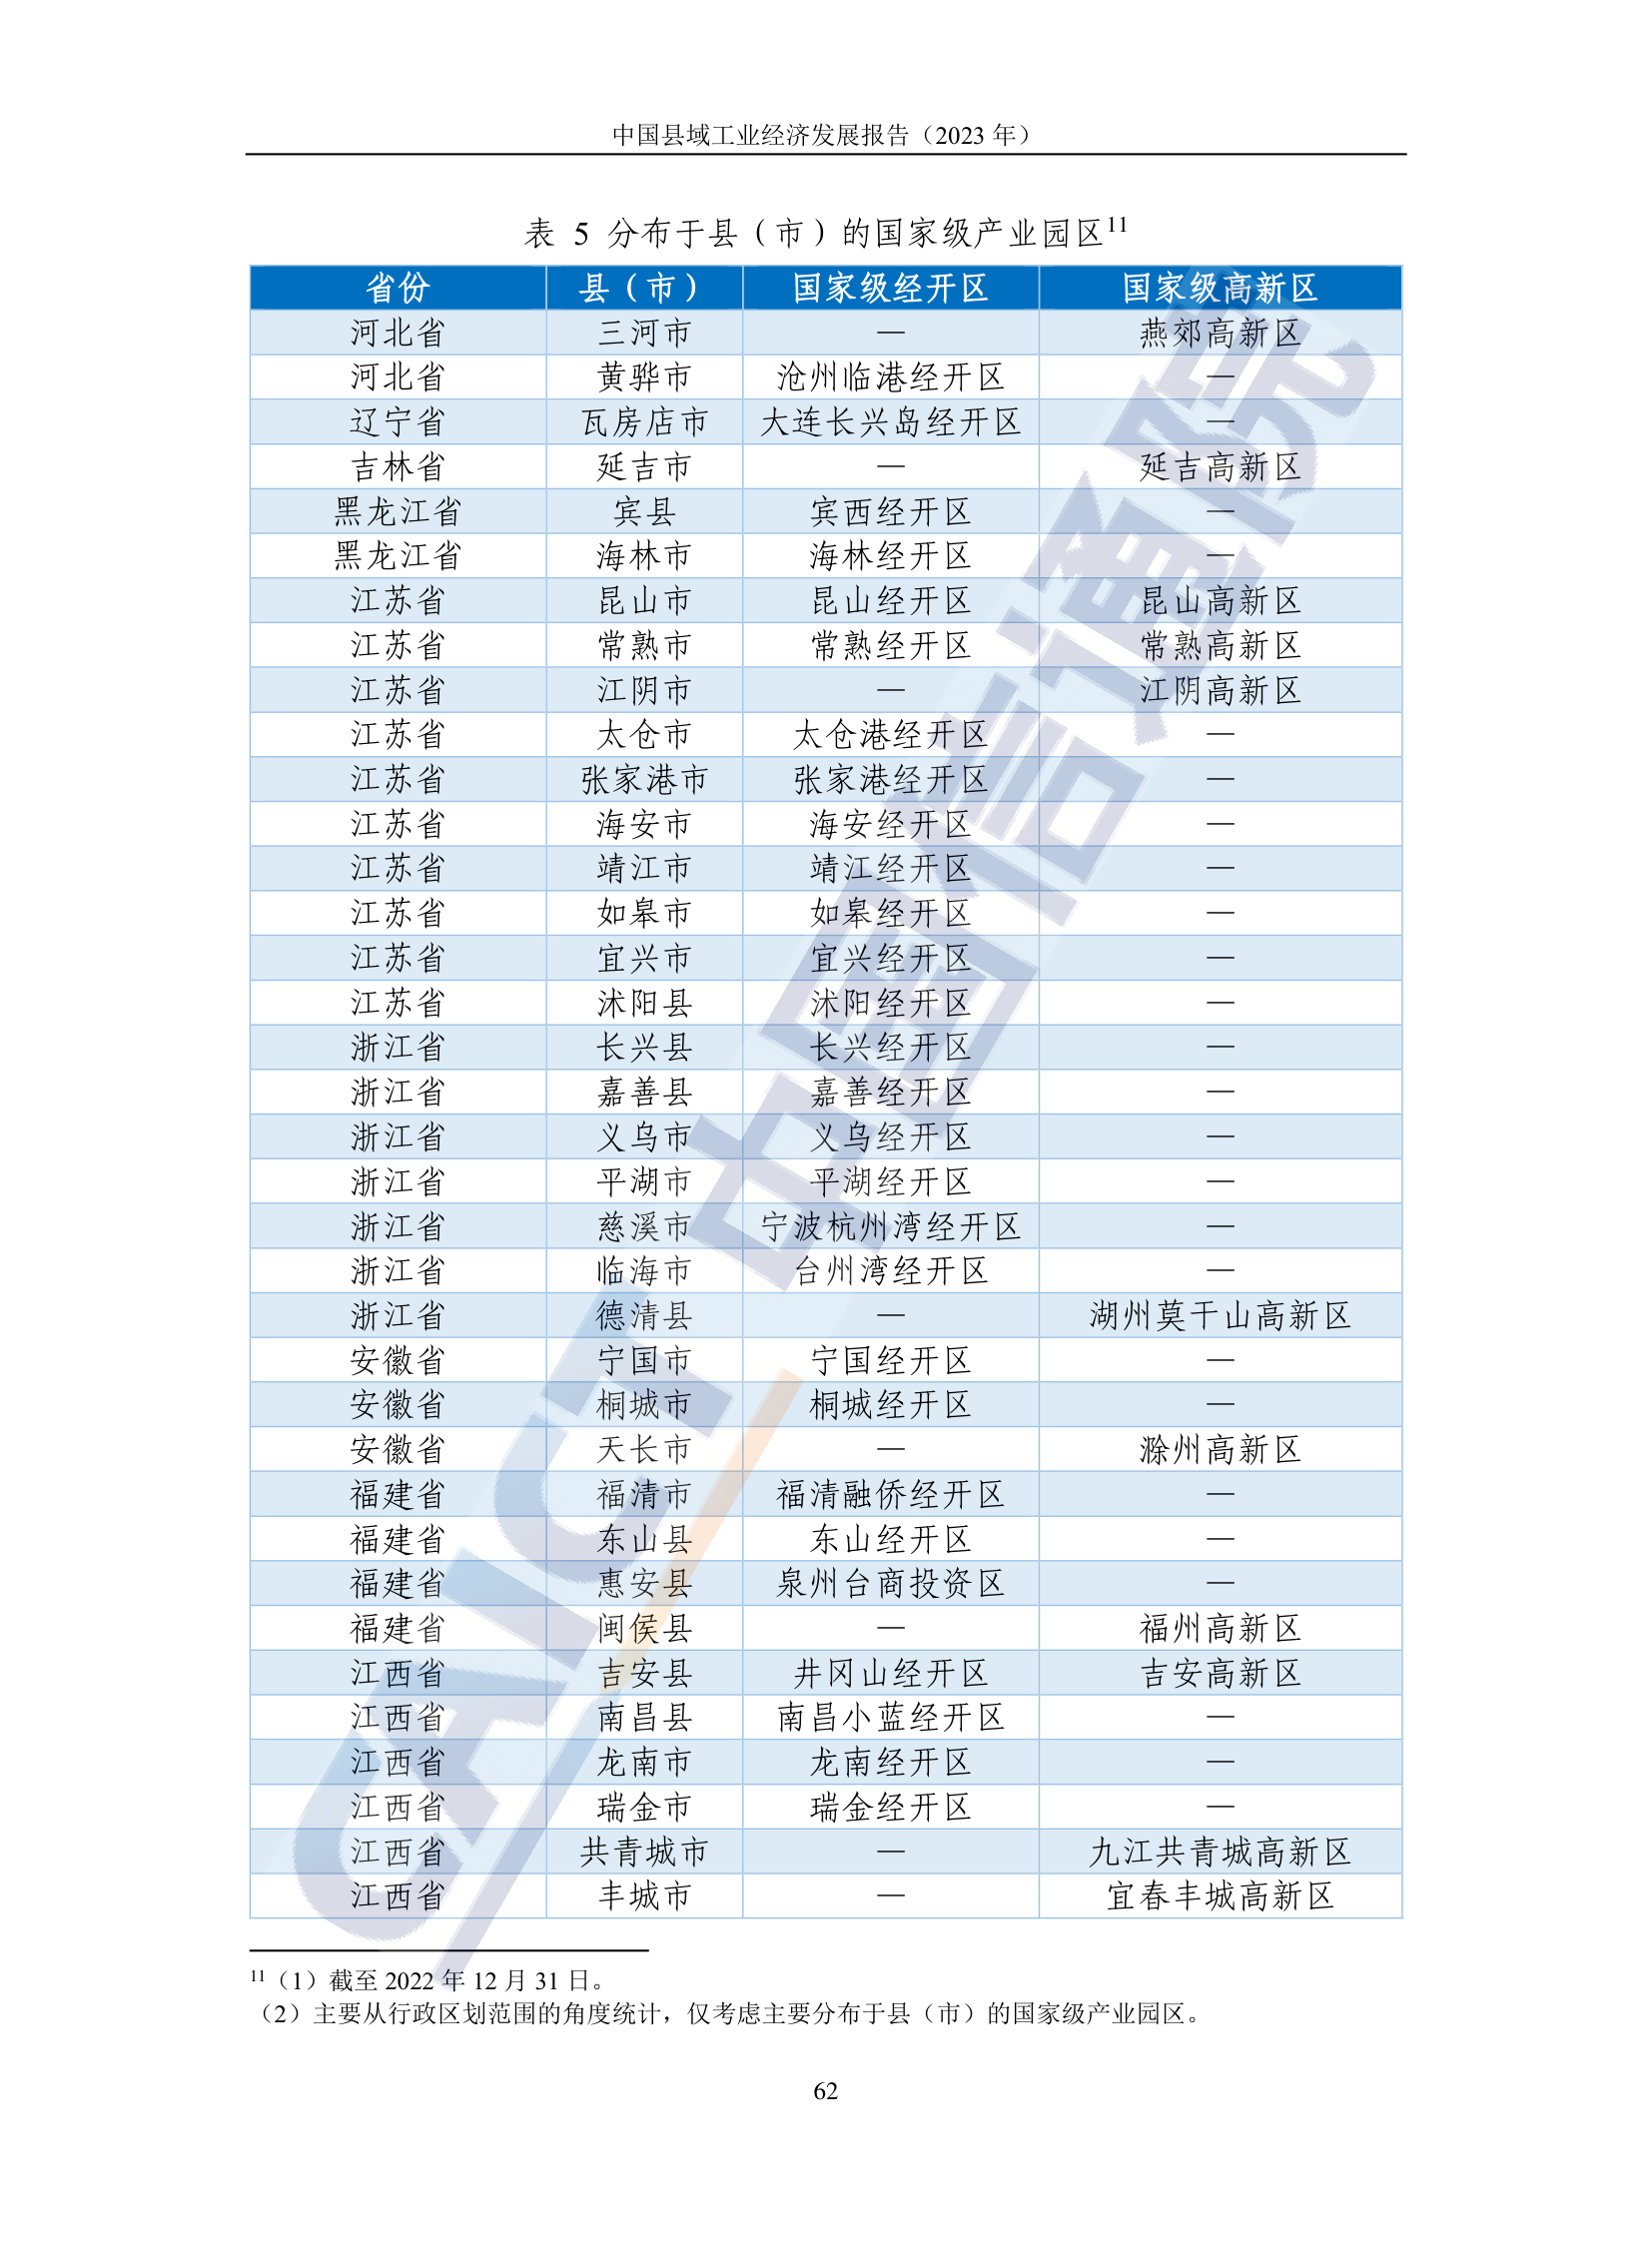 中国县域工业经济发展报告（2023 年）
表 5 分布于县（市）的国家级产业园区11
省份 县（市） 国家级经开区 国家级高新区
河北省 三河市 — 燕郊高新区
河北省 黄骅市 沧州临港经开区 —
辽宁省 瓦房店市 大连长兴岛经开区 —
吉林省 延吉市 — 延吉高新区
黑龙江省 宾县 宾西经开区 —
黑龙江省 海林市 海林经开区 —
江苏省 昆山市 昆山经开区 昆山高新区
江苏省 常熟市 常熟经开区 常熟高新区
江苏省 江阴市 — 江阴高新区
江苏省 太仓市 太仓港经开区 —
江苏省 张家港市 张家港经开区 —
江苏省 海安市 海安经开区 —
江苏省 靖江市 靖江经开区 —
江苏省 如皋市 如皋经开区 —
江苏省 宜兴市 宜兴经开区 —
江苏省 沭阳县 沭阳经开区 —
浙江省 长兴县 长兴经开区 —
浙江省 嘉善县 嘉善经开区 —
浙江省 义乌市 义乌经开区 —
浙江省 平湖市 平湖经开区 —
浙江省 慈溪市 宁波杭州湾经开区 —
浙江省 临海市 台州湾经开区 —
浙江省 德清县 — 湖州莫干山高新区
安徽省 宁国市 宁国经开区 —
安徽省 桐城市 桐城经开区 —
安徽省 天长市 — 滁州高新区
福建省 福清市 福清融侨经开区 —
福建省 东山县 东山经开区 —
福建省 惠安县 泉州台商投资区 —
福建省 闽侯县 — 福州高新区
江西省 吉安县 井冈山经开区 吉安高新区
江西省 南昌县 南昌小蓝经开区 —
江西省 龙南市 龙南经开区 —
江西省 瑞金市 瑞金经开区 —
江西省 共青城市 — 九江共青城高新区
江西省 丰城市 — 宜春丰城高新区
11（1）截至 2022 年 12 月 31 日。
（2）主要从行政区划范围的角度统计，仅考虑主要分布于县（市）的国家级产业园区。
62
CAICT 中国信通院